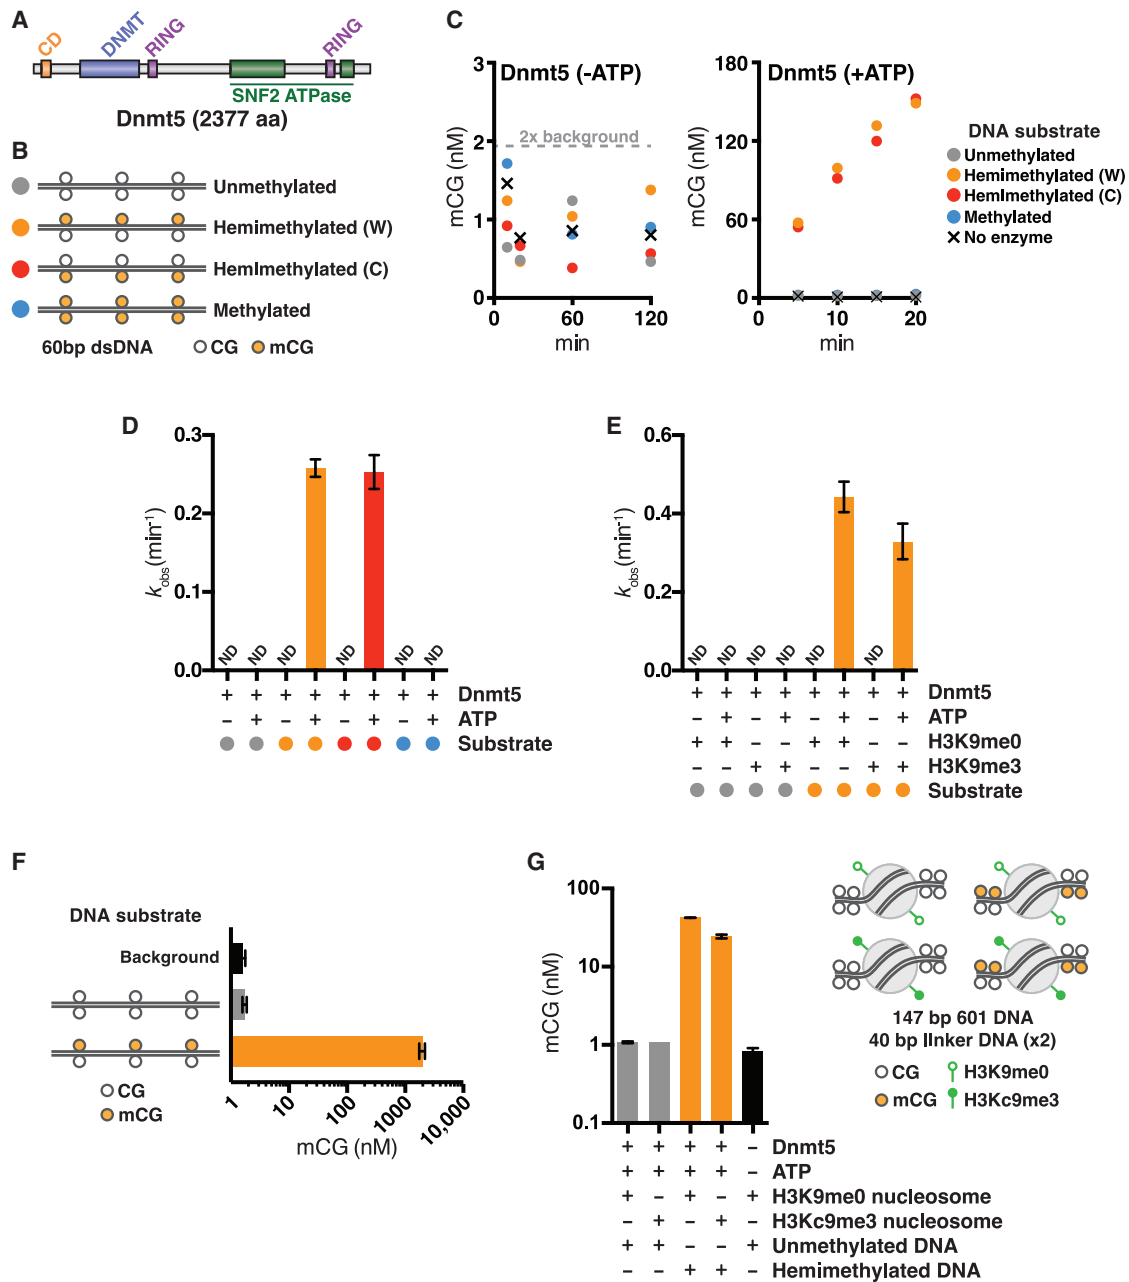 A
CD
DNMT
RING
RING
SNF2 ATPase
Dnmt5 (2377 aa)
B
Unmethylated
Hemimethylated (W)
HemImethylated (C)
Methylated
60bp dsDNA
CG
mCG
C
Dnmt5 (-ATP)
2x background
mCG (nM)
3
2
1
0
0
60
120
min
Dnmt5 (+ATP)
mCG (nM)
180
120
60
0
0
10
20
min
DNA substrate
Unmethylated
Hemimethylated (W)
HemImethylated (C)
Methylated
No enzyme
D
kobs(min-1)
0.3
0.2
0.1
0.0
ND ND ND ND ND ND
+ + + + + + + + Dnmt5
– + – + – + – + ATP
Substrate
E
kobs(min-1)
0.6
0.4
0.2
0.0
ND ND ND ND ND ND
+ + + + + + + + Dnmt5
– + – + – + – + ATP
+ + – – + + – – H3K9me0
– – + + – – + + H3K9me3
Substrate
F
DNA substrate
Background
CG
mCG
1
10
100
1000
10,000
mCG (nM)
G
mCG (nM)
100
10
1
0.1
+ + + + – Dnmt5
+ + + + – ATP
+ – + – + H3K9me0 nucleosome
– + – + – H3Kc9me3 nucleosome
+ + – – + Unmethylated DNA
– – + + – Hemimethylated DNA
147 bp 601 DNA
40 bp lInker DNA (x2)
CG
H3K9me0
mCG
H3Kc9me3